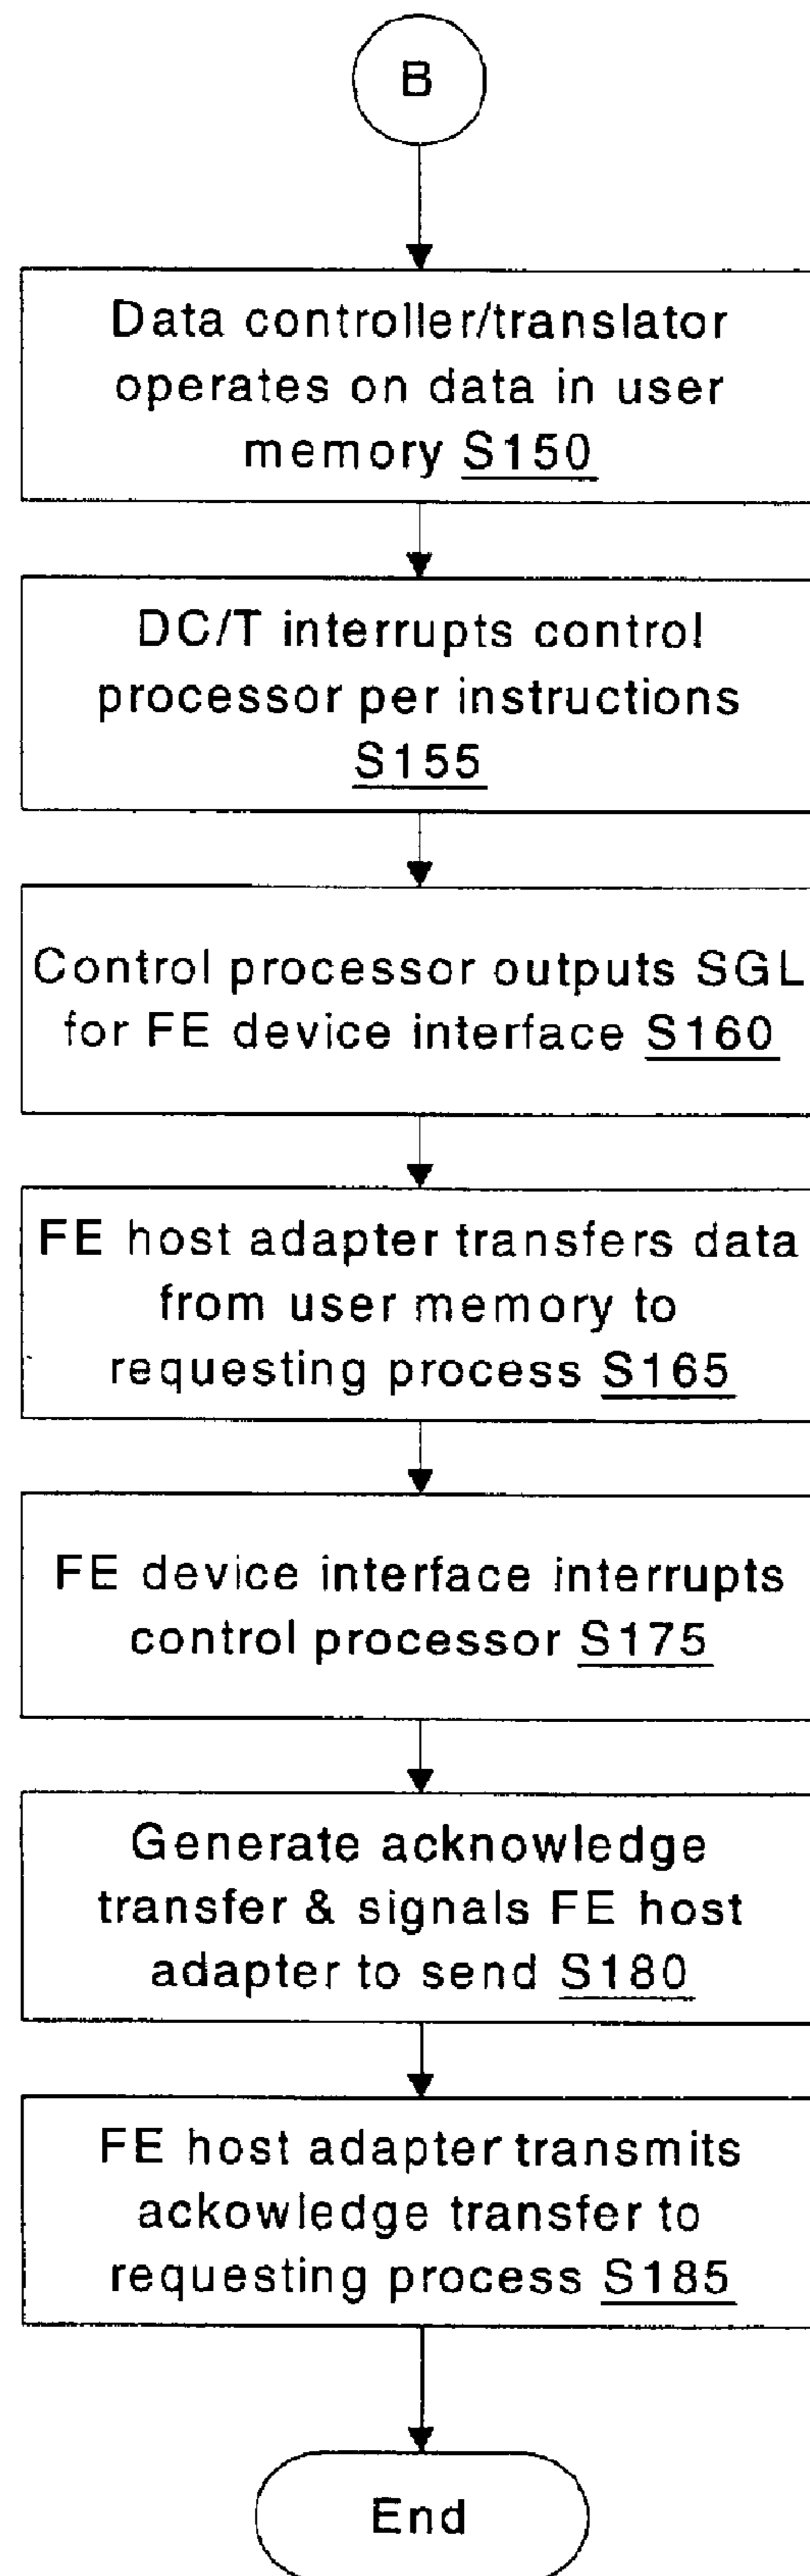 B
Data controller/translator
operates on data in user
memory S150
DC/T interrupts control
processor per instructions
S155
Control processor outputs SGL
for FE device interface S160
FE host adapter transfers data
from user memory to
requesting process S165
FE device interface interrupts
control processor S175
Generate acknowledge
transfer & signals FE host
adapter to send S180
FE host adapter transmits
ackowledge transfer to
requesting process S185
End